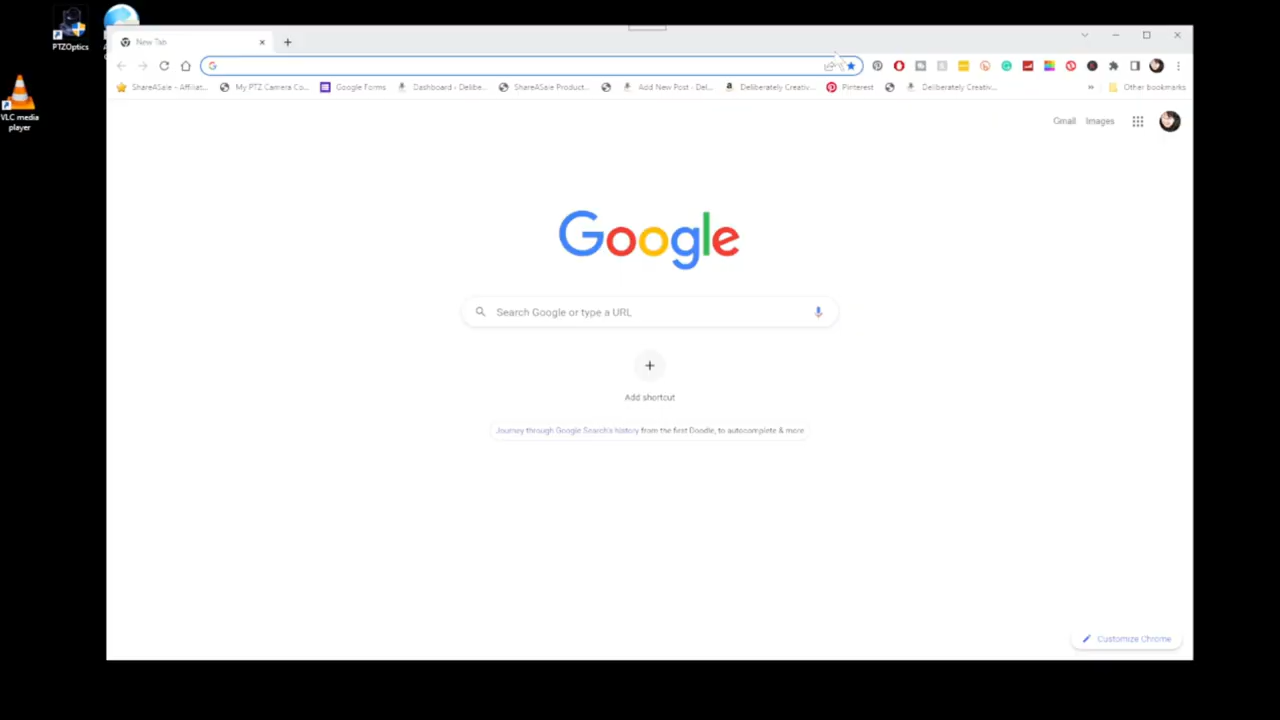 PTZOptics
VLC media
player
New Tab
ShareASale - Affiliat...
My PTZ Camera Co...
Google Forms
Dashboard - Delibe...
ShareASale Product...
Add New Post - Del...
Deliberately Creativ...
Pinterest
Deliberately Creativ...
»
Other bookmarks
Gmail
Images
Google
Search Google or type a URL
Add shortcut
Journey through Google Search's history from the first Doodle, to autocomplete & more
Customize Chrome